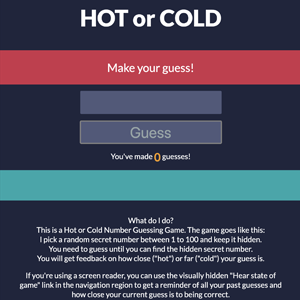 HOT or COLD
Make your guess!
Guess
You've made 0 guesses!
What do I do?
This is a Hot or Cold Number Guessing Game. The game goes like this:
I pick a random secret number between 1 to 100 and keep it hidden.
You need to guess until you can find the hidden secret number.
You will get feedback on how close ("hot") or far ("cold") your guess is.
If you're using a screen reader, you can use the visually hidden "Hear state of
game" link in the navigation region to get a reminder of all your past guesses and
how close your current guess is to being correct.